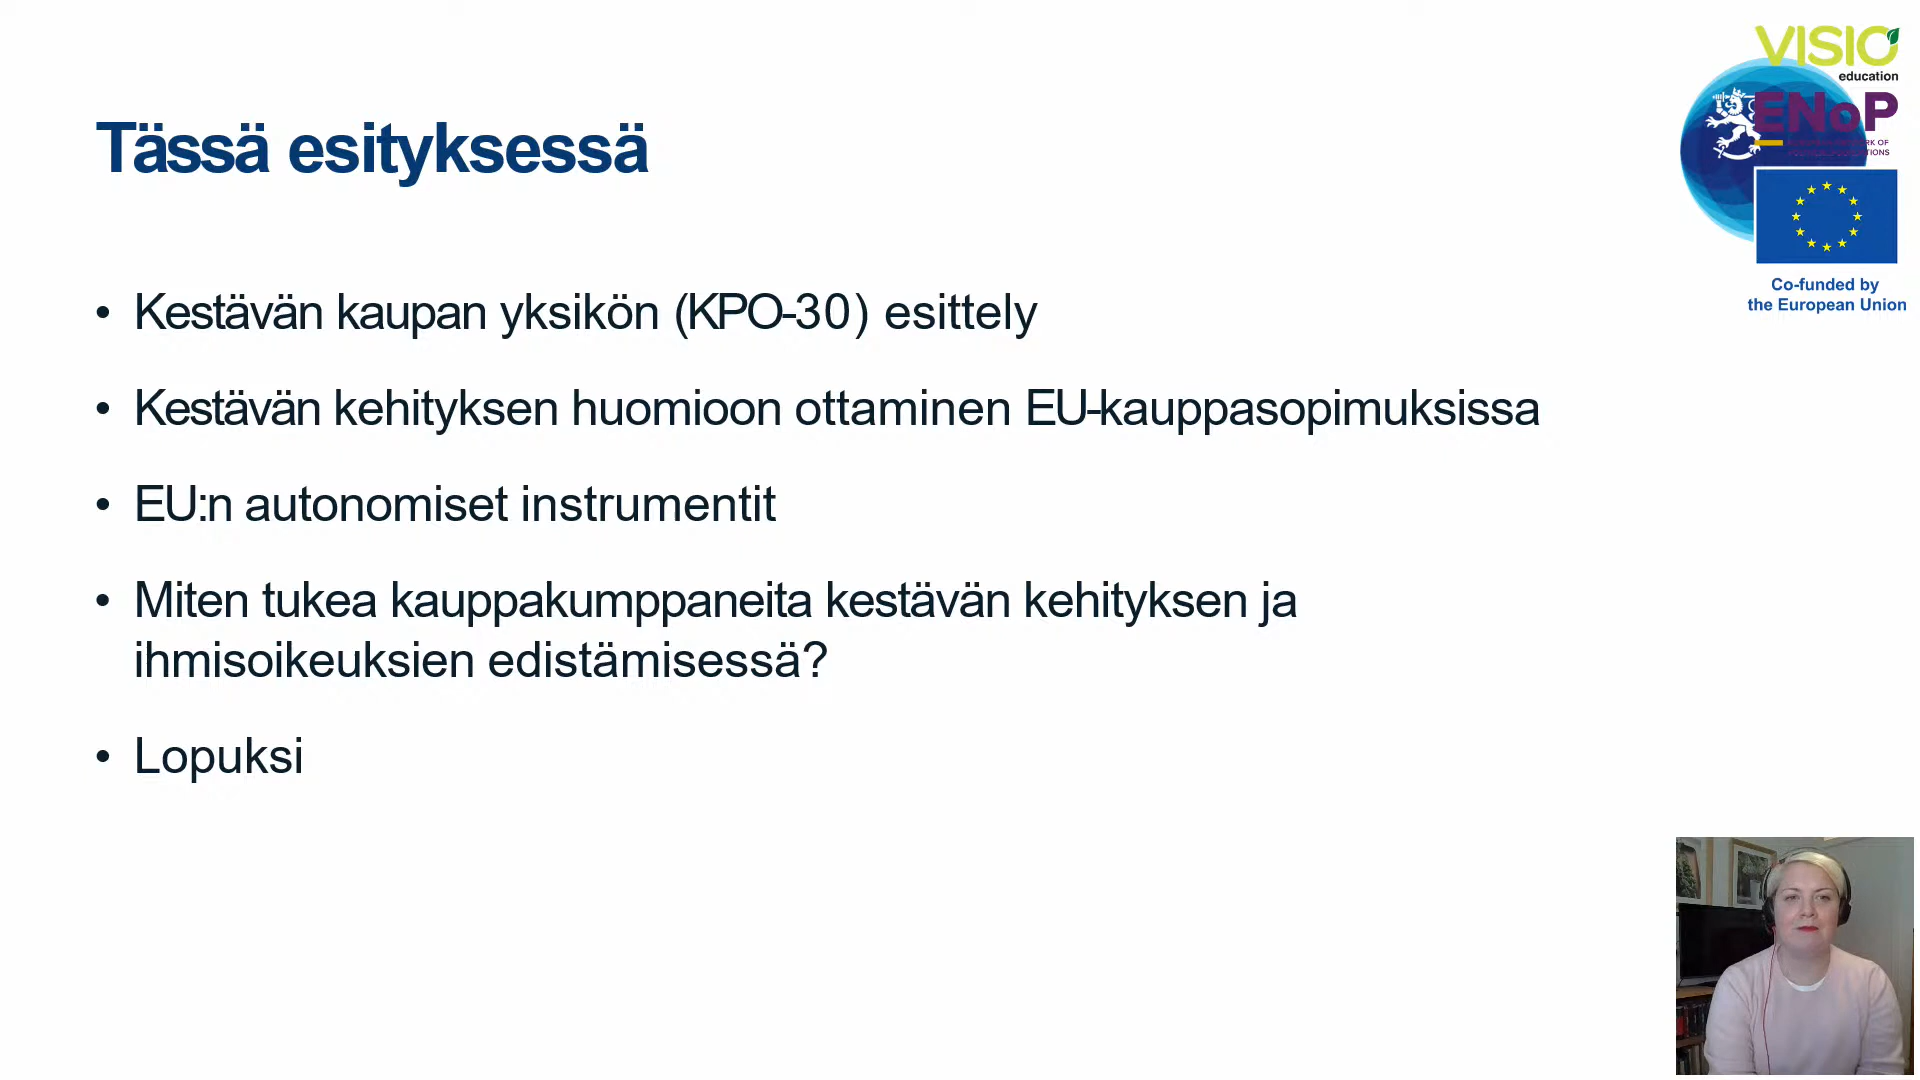 Tässä esityksessä
• Kestävän kaupan yksikön (KPO-30) esittely
• Kestävän kehityksen huomioon ottaminen EU-kauppasopimuksissa
• EU:n autonomiset instrumentit
• Miten tukea kauppakumppaneita kestävän kehityksen ja
ihmisoikeuksien edistämisessä?
• Lopuksi
VISIO
education
ENoP
Co-funded by
the European Union